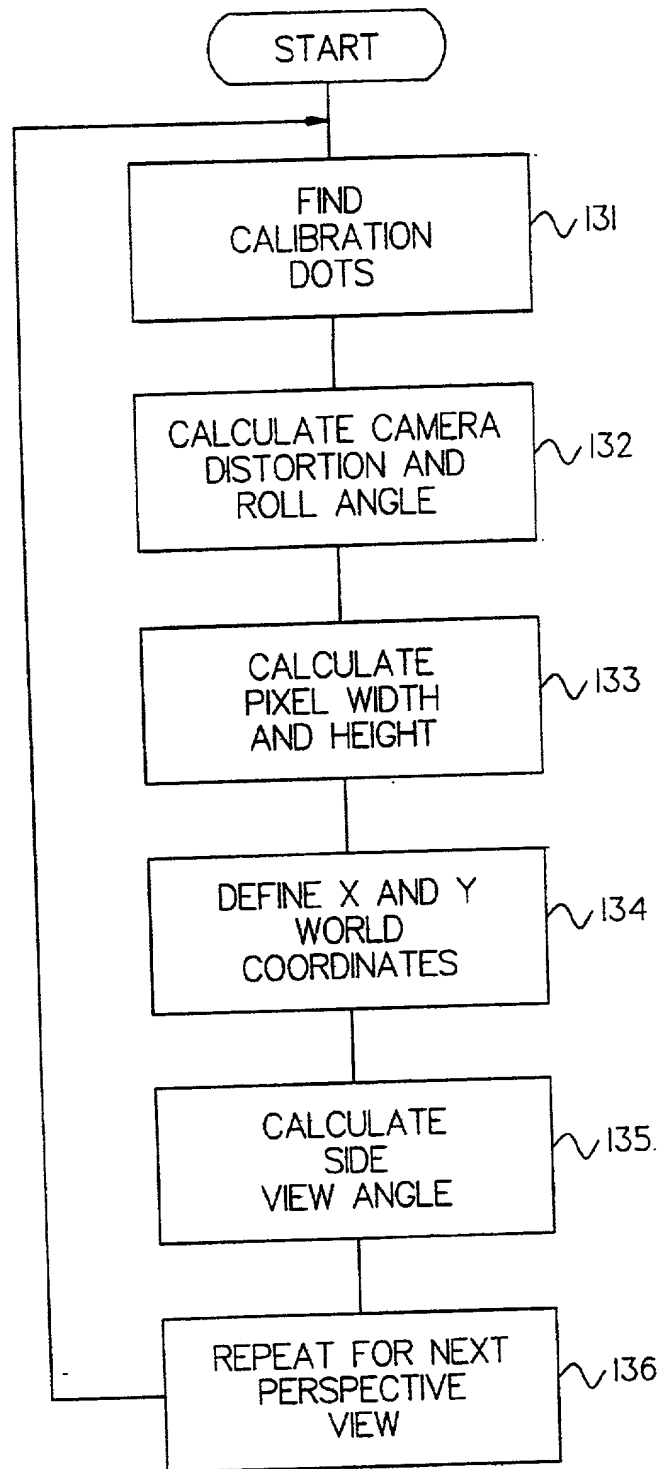 START
FIND
CALIBRATION
DOTS
131
CALCULATE CAMERA
DISTORTION AND
ROLL ANGLE
132
CALCULATE
PIXEL WIDTH
AND HEIGHT
133
DEFINE X AND Y
WORLD
COORDINATES
134
CALCULATE
SIDE
VIEW ANGLE
135
REPEAT FOR NEXT
PERSPECTIVE
VIEW
136